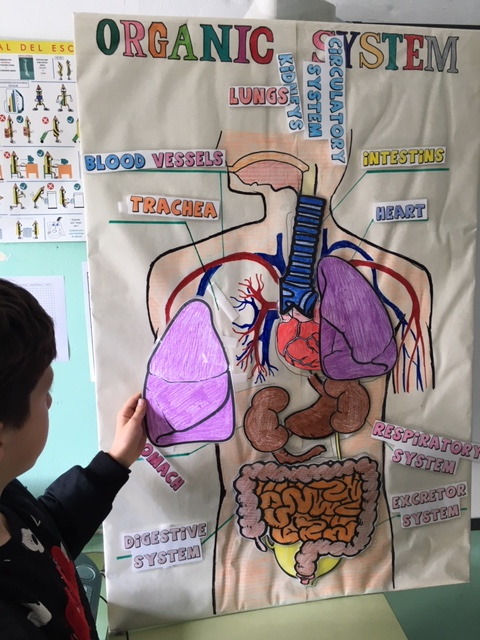 ORGANIC SYSTEM
AL DEL ESC
LUNGS
KIDNEYS
CIRCULATORY
SYSTEM
BLOOD VESSELS
INTESTINS
TRACHEA
HEART
OMACH
RESPIRATORY
SYSTEM
EXCRETOR
SYSTEM
DIGESTIVE
SYSTEM